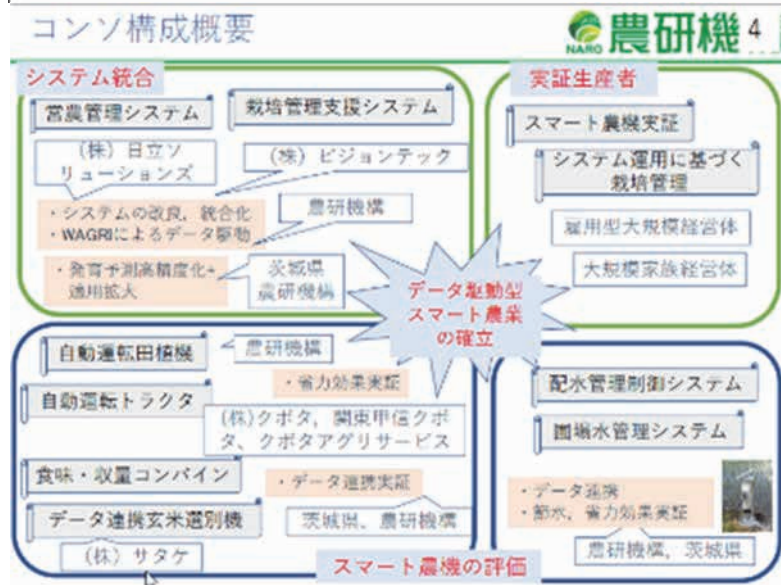 コンソ構成概要
NARO 農研機 4
システム統合
営農管理システム
栽培管理支援システム
(株)日立ソ
リューションズ
(株)ビジョンテック
・システムの改良,統合化
・WAGRIによるデータ駆動
農研機構
・発育予測高精度化+
適用拡大
茨城県
農研機構
実証生産者
スマート農機実証
システム運用に基づく
栽培管理
雇用型大規模経営体
大規模家族経営体
データ駆動型
スマート農業
の確立
自動運転田植機
農研機構
自動運転トラクタ
・省力効果実証
(株)クボタ,関東甲信クボ
タ、クボタアグリサービス
食味・収量コンバイン
・データ連携実証
データ連携玄米選別機
茨城県、農研機構
(株)サタケ
スマート農機の評価
配水管理制御システム
圃場水管理システム
・データ連携
・節水,省力効果実証
農研機構,茨城県